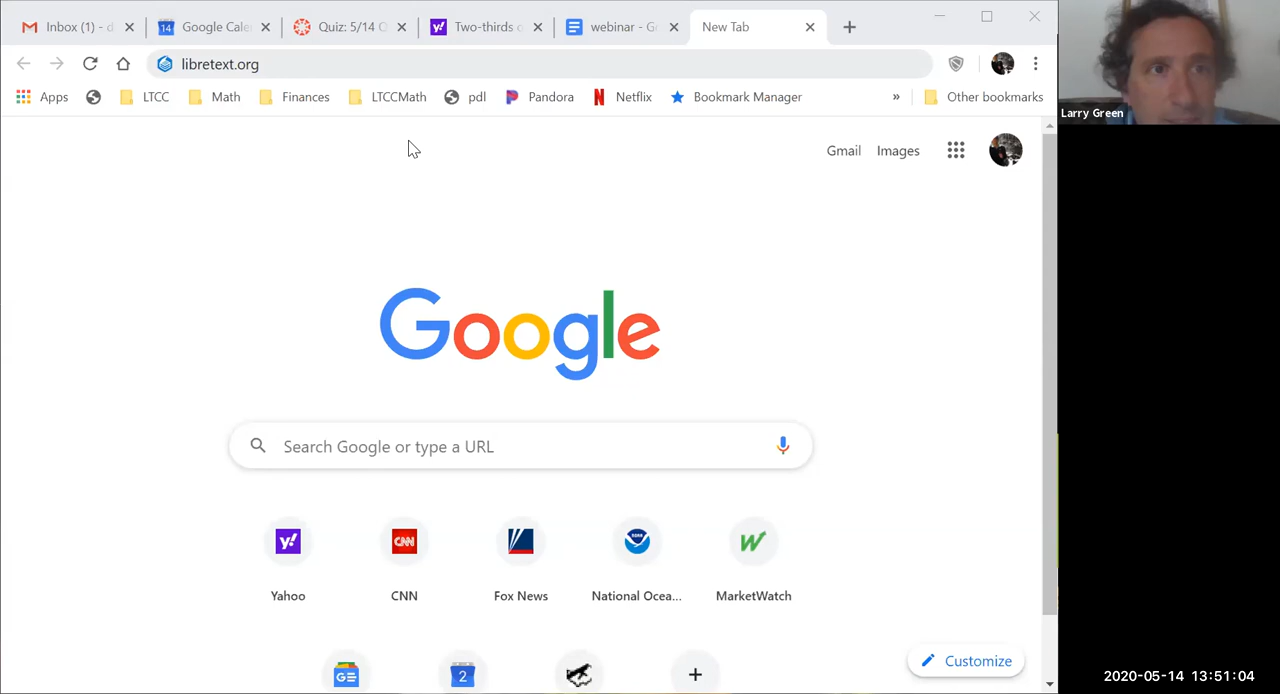 Inbox (1) - d
Google Cale
Quiz: 5/14 Q
Two-thirds o
webinar - G
New Tab
libretext.org
Apps
LTCC
Math
Finances
LTCCMath
pdl
Pandora
Netflix
Bookmark Manager
»
Other bookmarks
Larry Green
Gmail
Images
Google
Search Google or type a URL
Yahoo
CNN
Fox News
National Ocea...
MarketWatch
Customize
2020-05-14 13:51:04